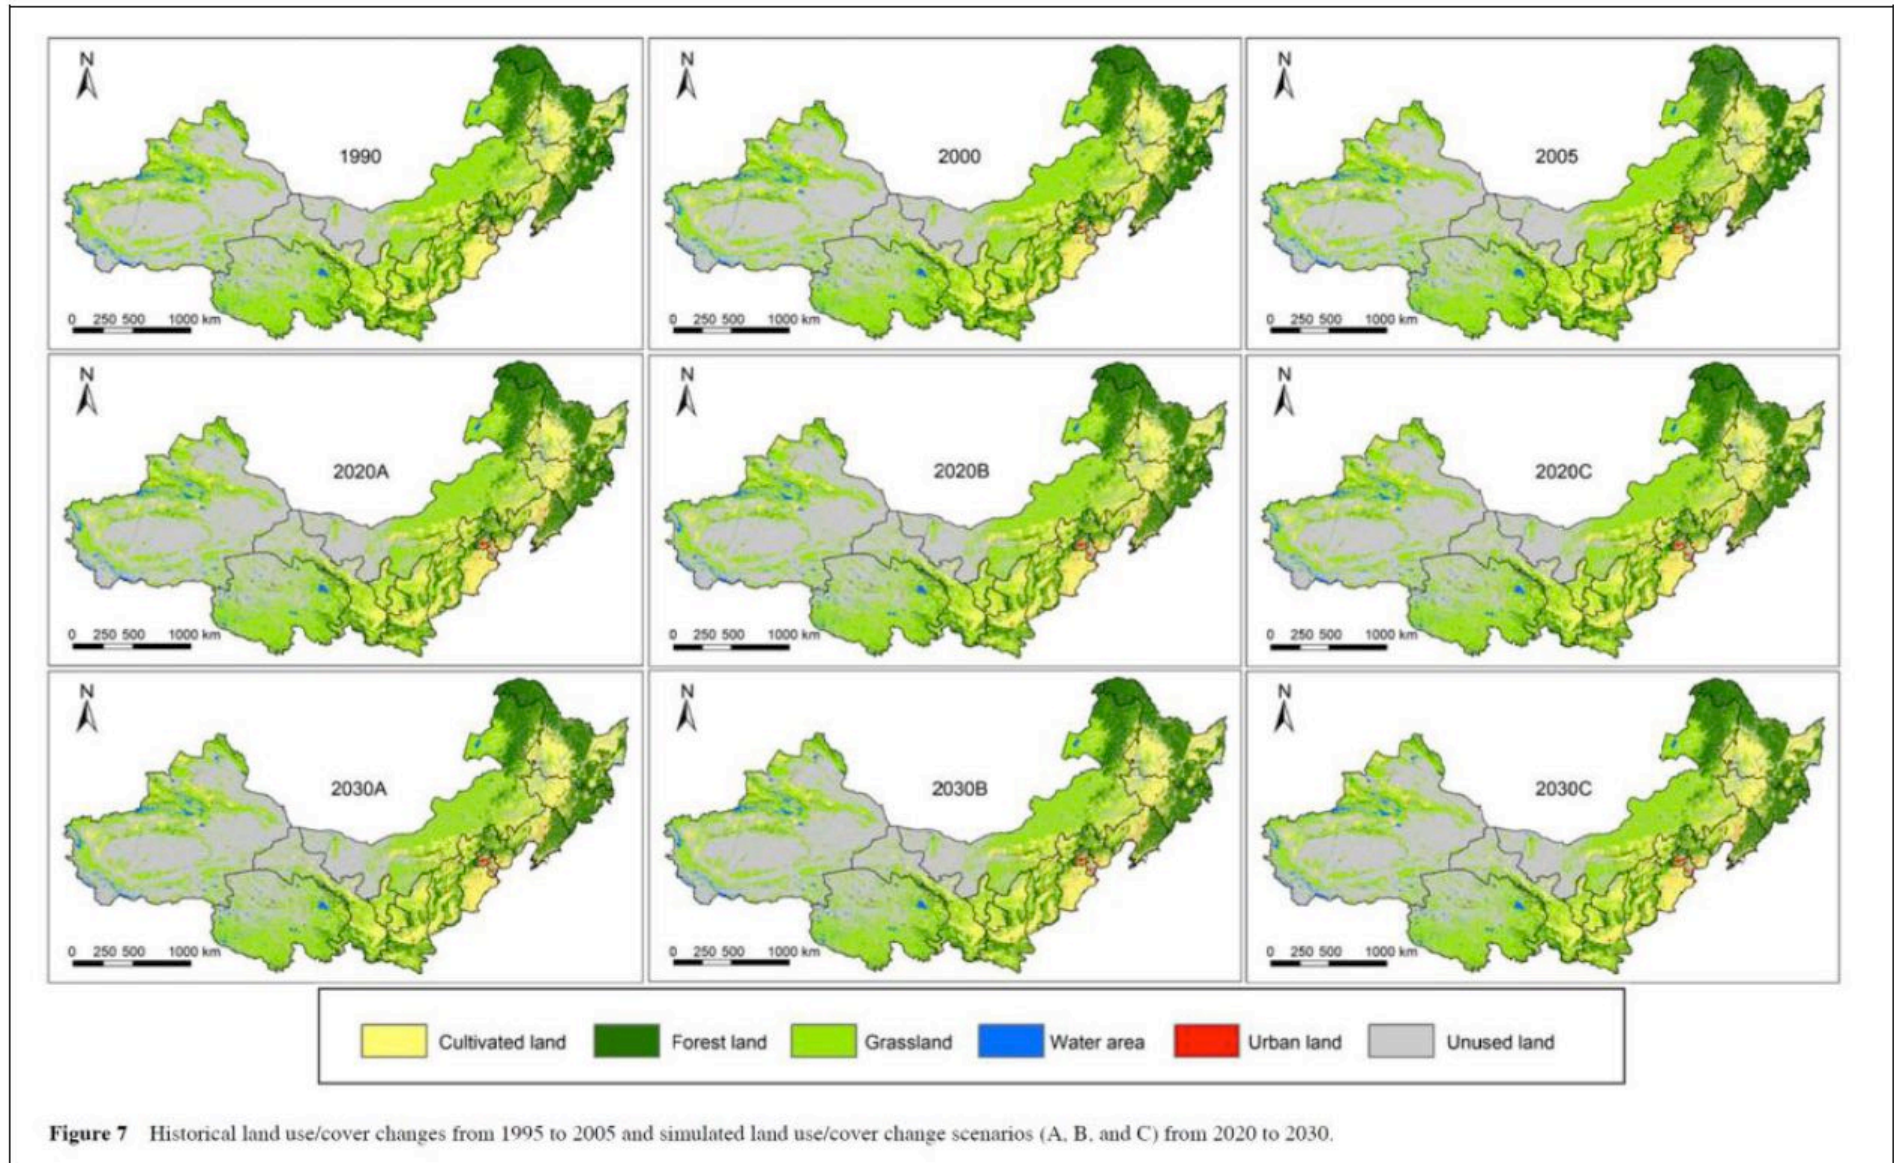 N
1990
0 250 500 1000 km
N
2000
0 250 500 1000 km
N
2005
0 250 500 1000 km
N
2020A
0 250 500 1000 km
N
2020B
0 250 500 1000 km
N
2020C
0 250 500 1000 km
N
2030A
0 250 500 1000 km
N
2030B
0 250 500 1000 km
N
2030C
0 250 500 1000 km
Cultivated land Forest land Grassland Water area Urban land Unused land
Figure 7 Historical land use/cover changes from 1995 to 2005 and simulated land use/cover change scenarios (A, B, and C) from 2020 to 2030.